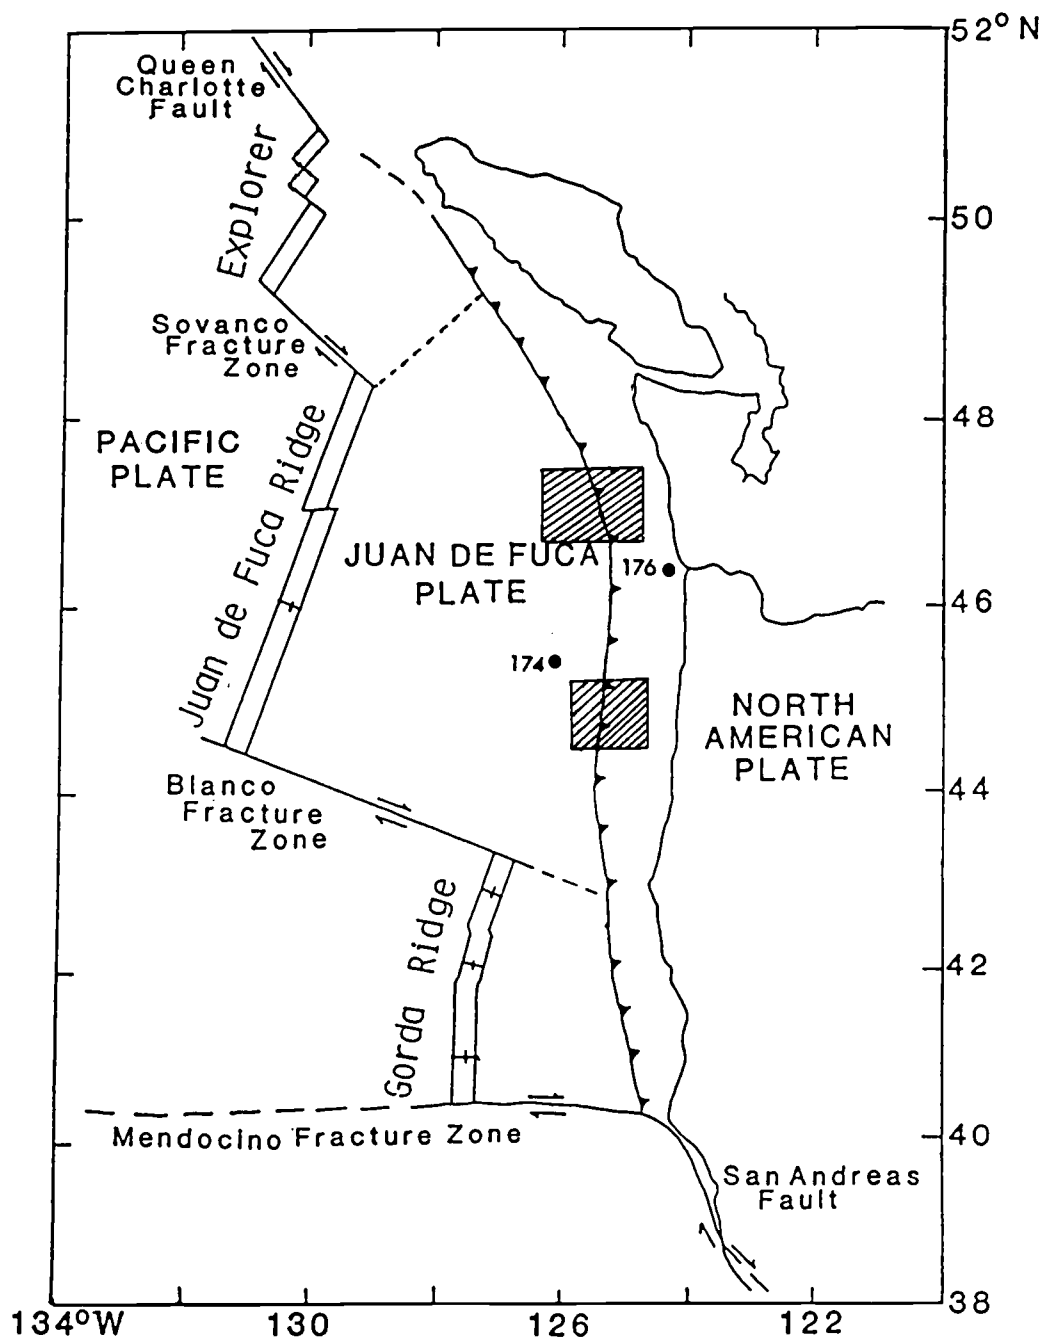 52° N
Queen
Charlotte
Fault
Explorer
50
Sovanco
Fracture
Zone
48
PACIFIC
PLATE
Juan de Fuca Ridge
JUAN DE FUCA
PLATE
176
46
174
NORTH
AMERICAN
PLATE
Blanco
Fracture
Zone
44
Gorda Ridge
42
Mendocino Fracture Zone
40
San Andreas
Fault
38
134°W
130
126
122